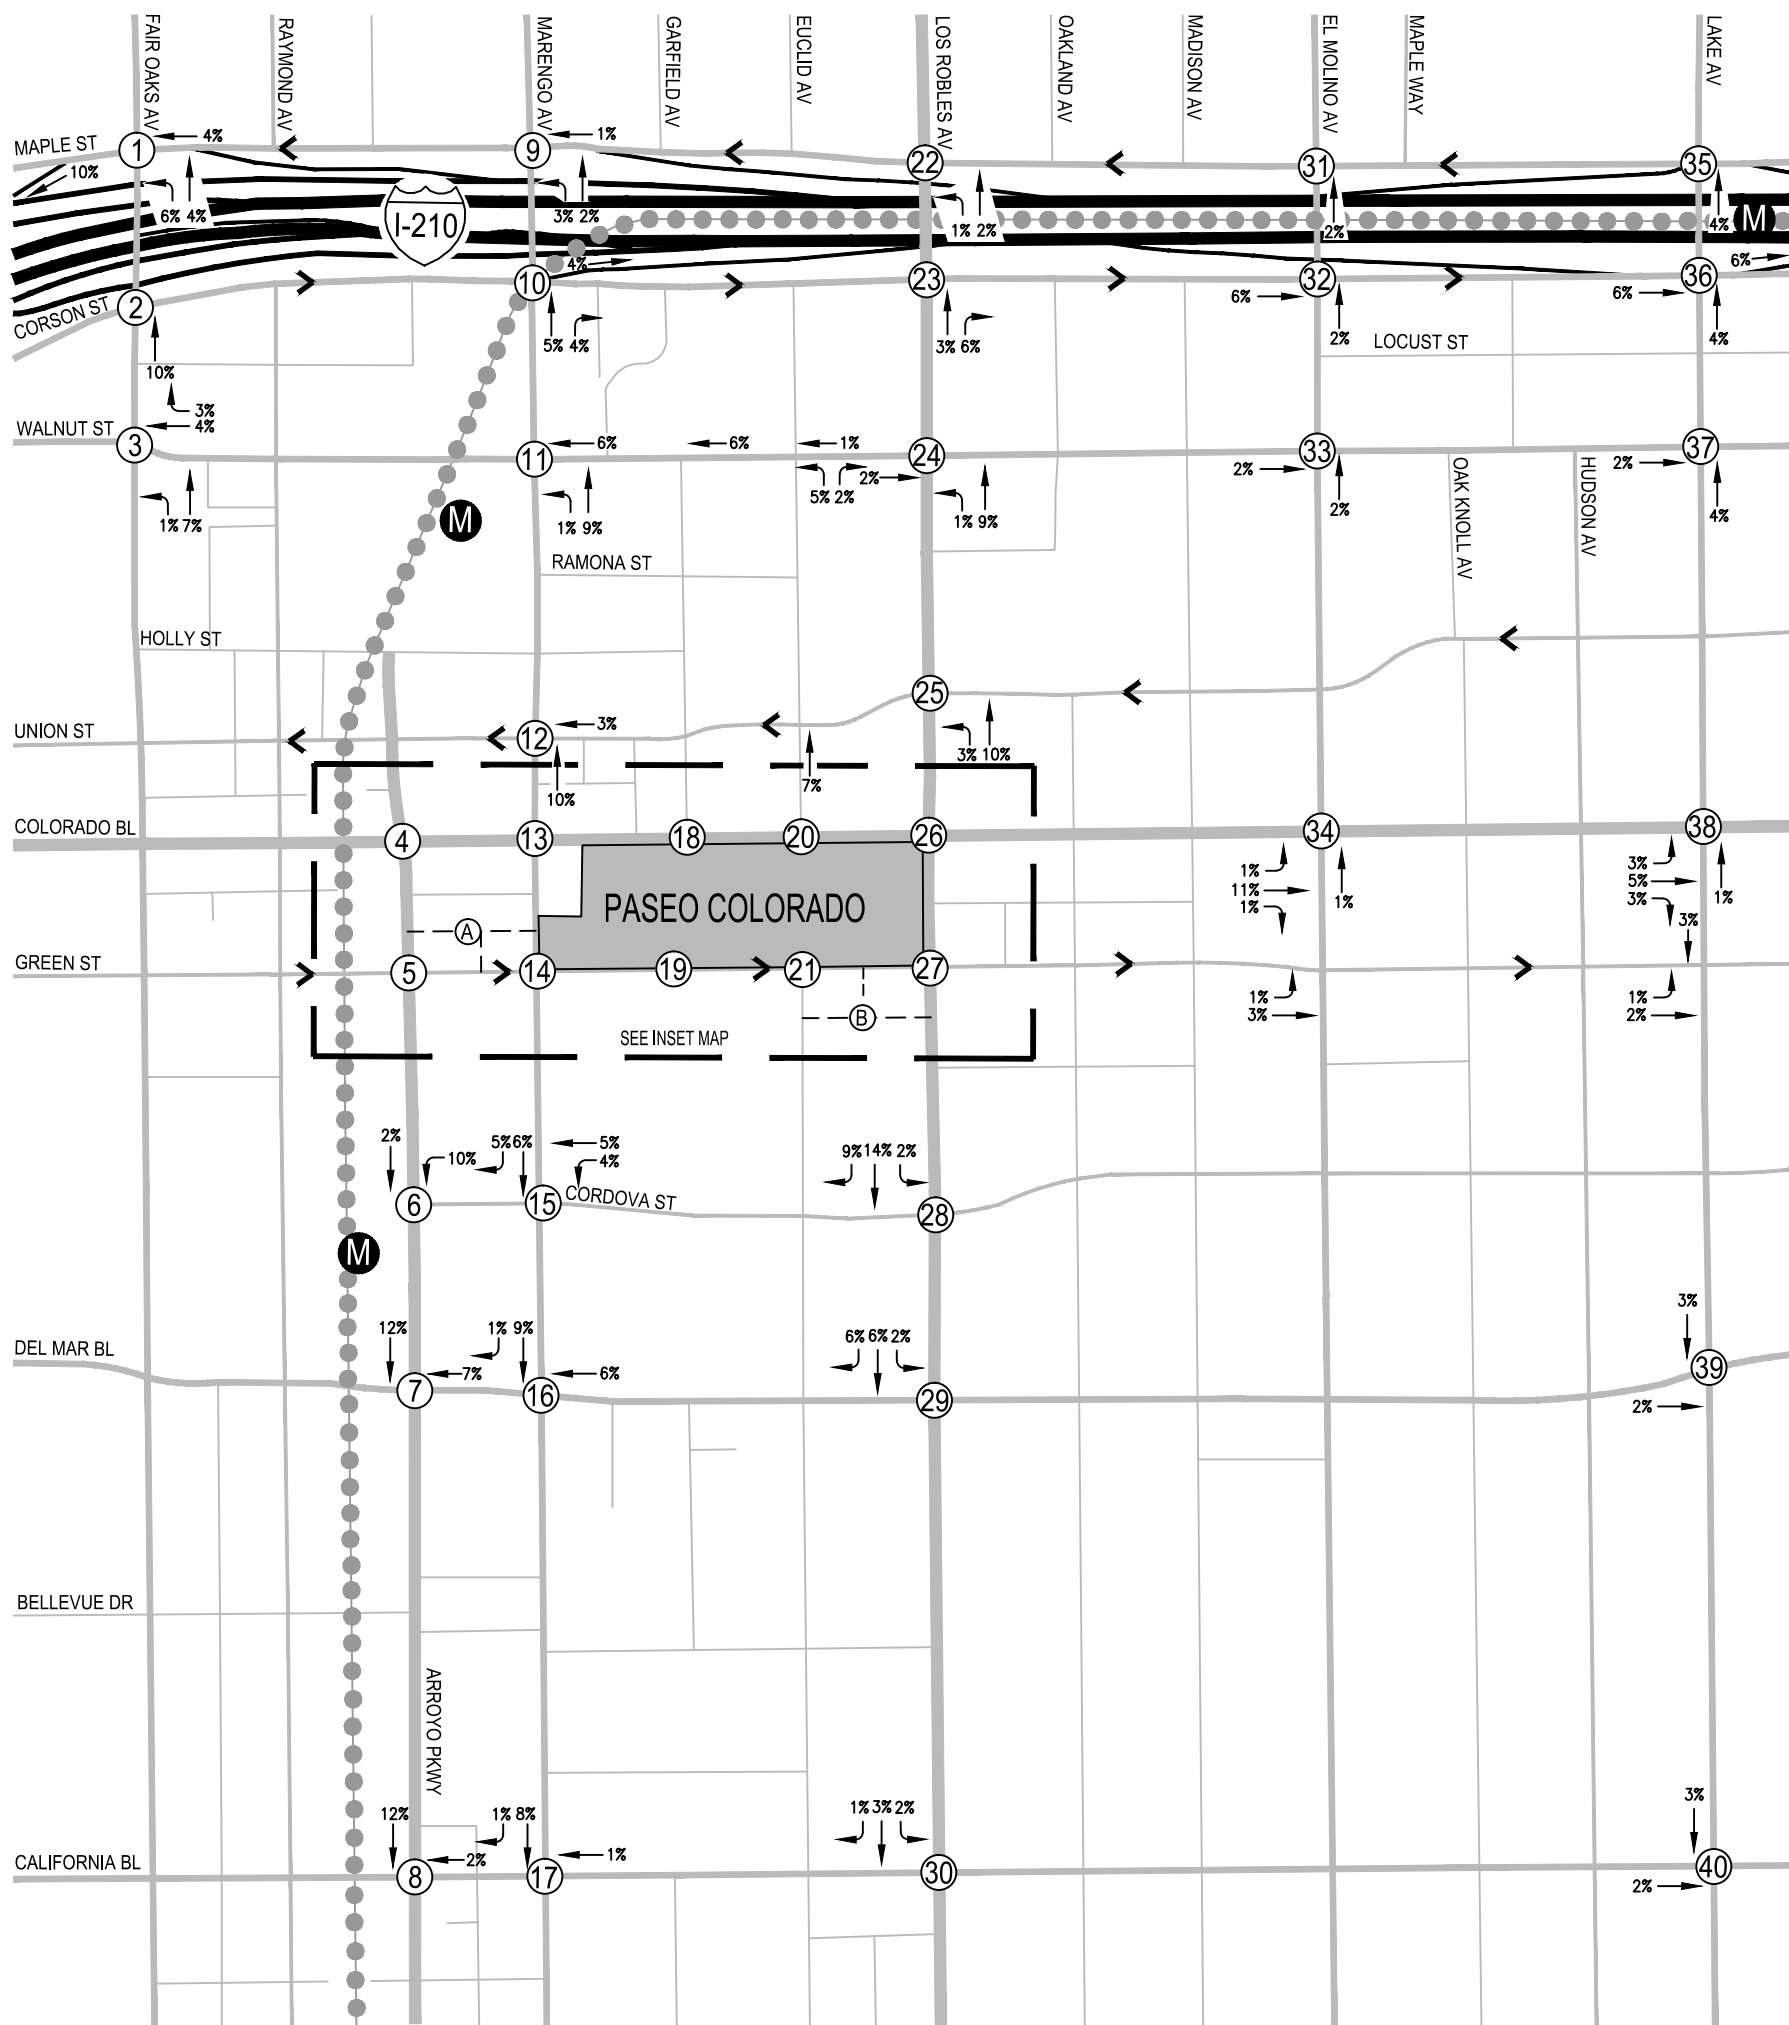 FAIR OAKS AV
RAYMOND AV
MARENGO AV
GARFIELD AV
EUCLID AV
LOS ROBLES AV
OAKLAND AV
MADISON AV
EL MOLINO AV
MAPLE WAY
LAKE AV
MAPLE ST
1
4%
9
1%
22
31
35
10%
6% 4%
I-210
3% 2%
1% 2%
2%
4%
M
6%
4%
CORSON ST
2
10
23
32
36
6%
6%
10%
5% 4%
3% 6%
2%
4%
LOCUST ST
3%
4%
WALNUT ST
3
11
6%
6%
1%
24
33
37
5% 2%
2%
2%
2%
1% 7%
1% 9%
1% 9%
2%
4%
OAK KNOLL AV
HUDSON AV
M
RAMONA ST
HOLLY ST
25
UNION ST
12
3%
3% 10%
10%
7%
COLORADO BL
4
13
18
20
26
34
38
1%
11%
1%
1%
3%
5%
3%
1%
3%
PASEO COLORADO
A
GREEN ST
5
14
19
21
27
1%
3%
1%
2%
B
SEE INSET MAP
2%
10%
5% 6%
5%
4%
9% 14% 2%
6
15
CORDOVA ST
28
M
3%
DEL MAR BL
12%
7%
1% 9%
6%
6% 6% 2%
7
16
29
39
2%
BELLEVUE DR
ARROYO PKWY
12%
1% 8%
1% 3% 2%
3%
CALIFORNIA BL
8
2%
17
1%
30
40
2%